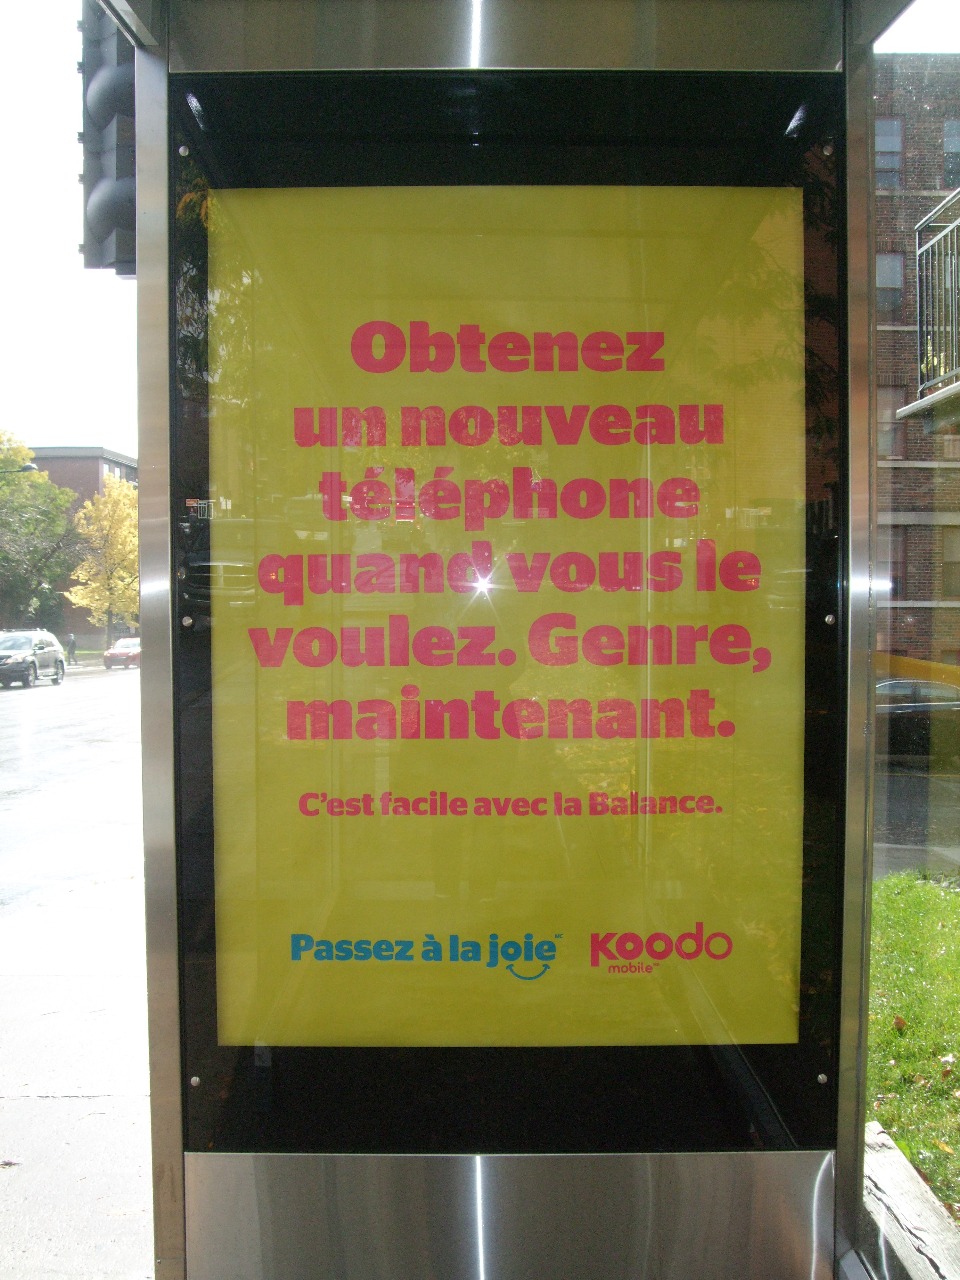 Obtenez
un nouveau
téléphone
quand vous le
voulez. Genre,
maintenant.
C'est facile avec la Balance.
Passez à la joie MC
koodo
mobile